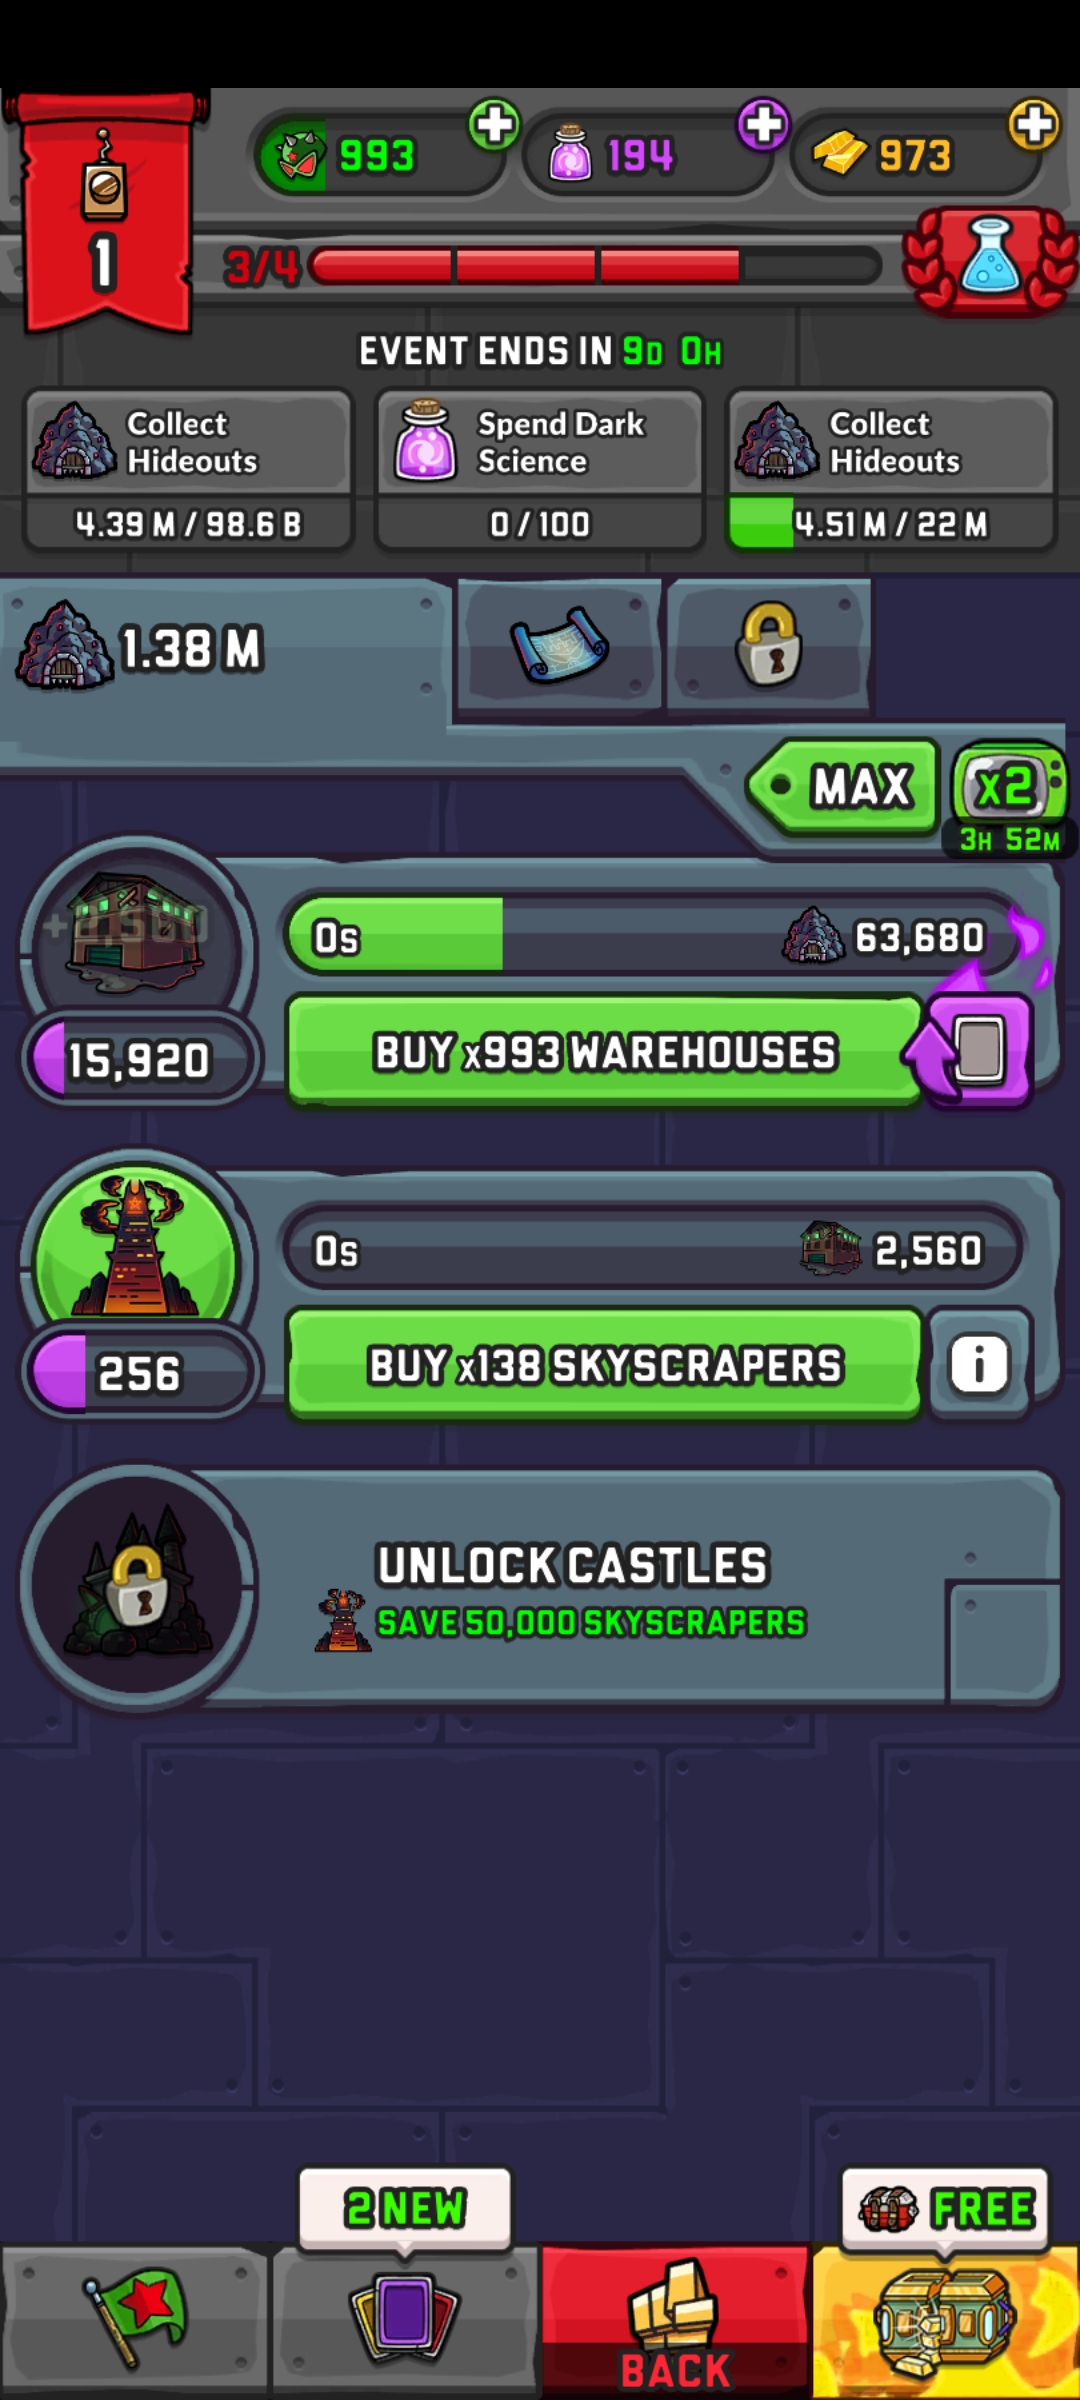 993
194
973
1
3/4
EVENT ENDS IN 9D 0H
Collect
Hideouts
4.39 M / 98.6 B
Spend Dark
Science
0 / 100
Collect
Hideouts
4.51 M / 22 M
1.38 M
MAX
x2
3H 52M
0s
63,680
15,920
BUY x993 WAREHOUSES
0s
2,560
256
BUY x138 SKYSCRAPERS
i
UNLOCK CASTLES
SAVE 50,000 SKYSCRAPERS
2 NEW
FREE
BACK